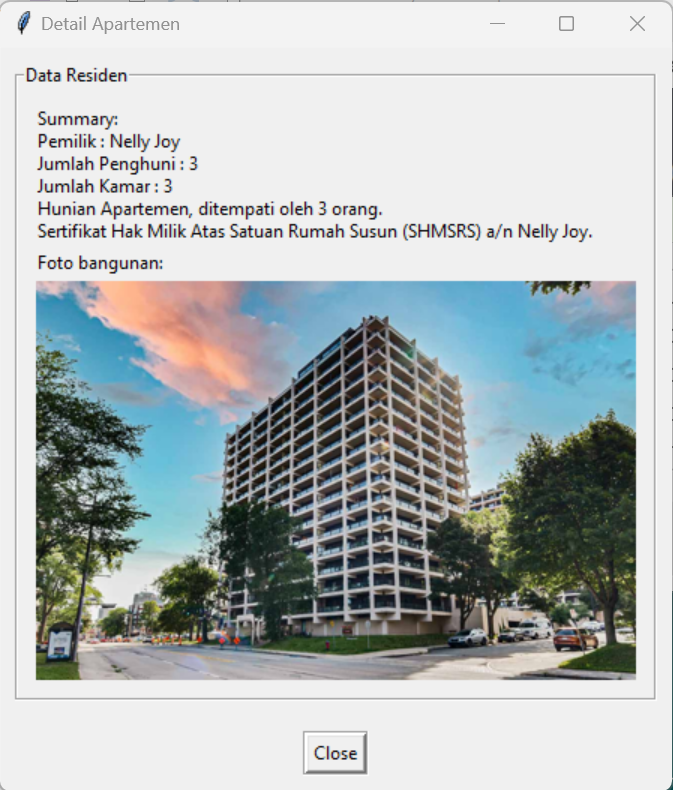 Detail Apartemen
Data Residen
Summary:
Pemilik : Nelly Joy
Jumlah Penghuni : 3
Jumlah Kamar : 3
Hunian Apartemen, ditempati oleh 3 orang.
Sertifikat Hak Milik Atas Satuan Rumah Susun (SHMSRS) a/n Nelly Joy.
Foto bangunan:
Close